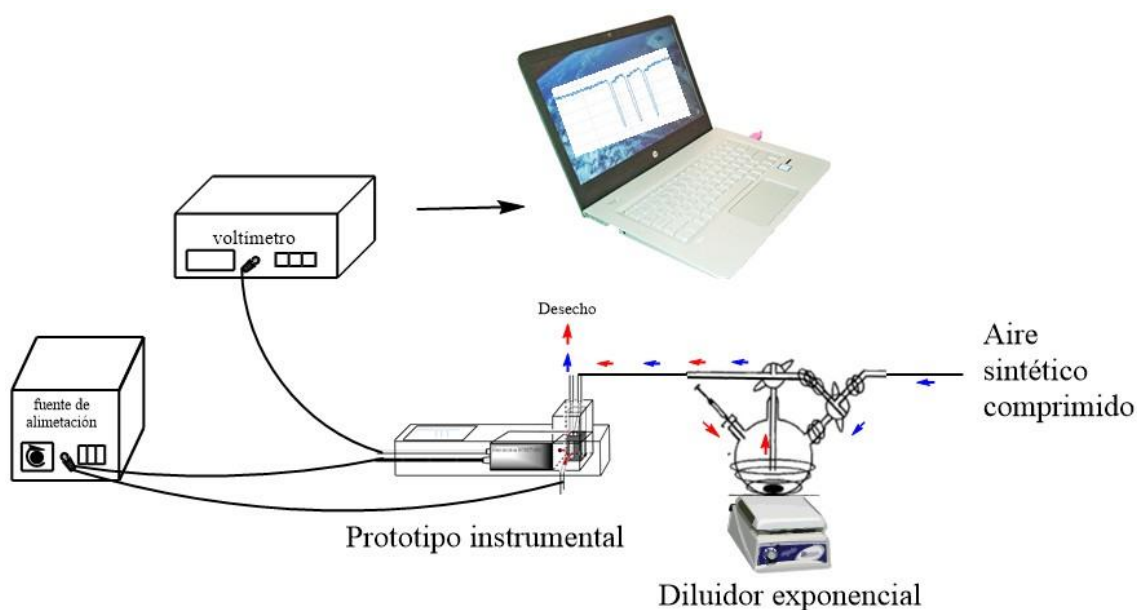 voltímetro
Desecho
Aire
sintético
comprimido
fuente de
alimetación
Prototipo instrumental
Diluidor exponencial